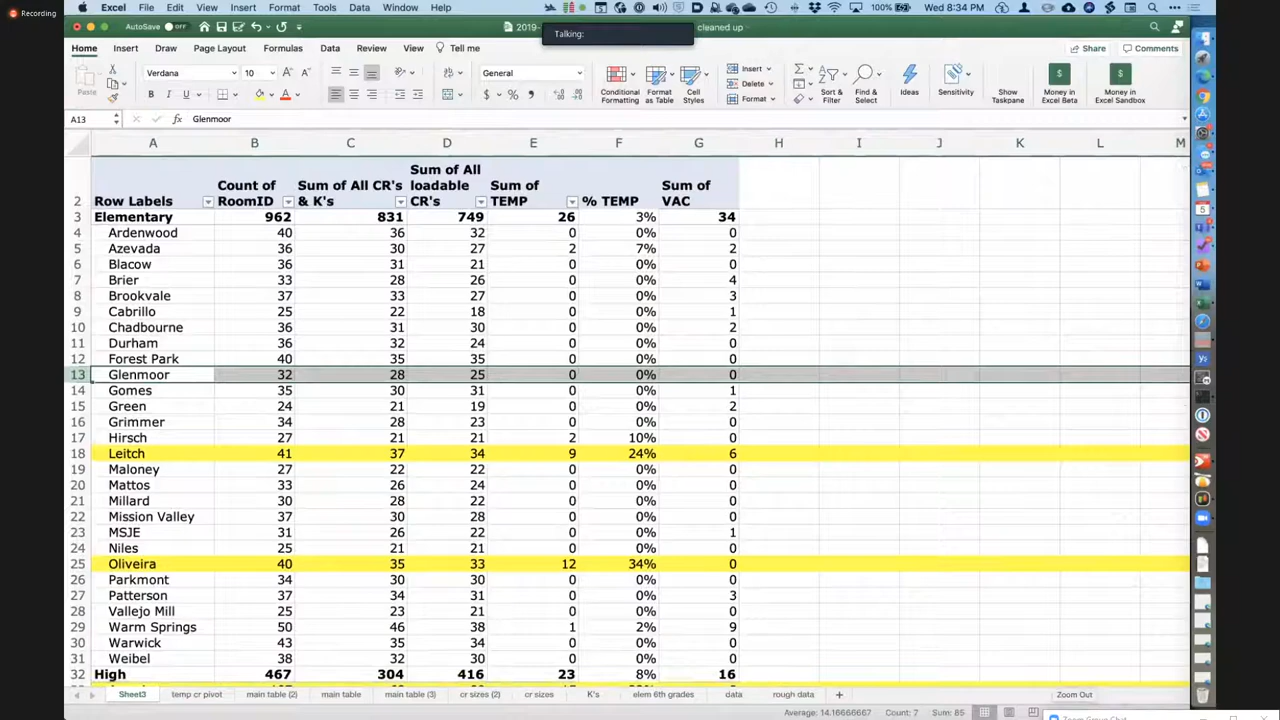 Recording
Excel File Edit View Insert Format Tools Data Window Help 100% Wed 8:34 PM
AutoSave OFF 2019- cleaned up
Talking:
Home Insert Draw Page Layout Formulas Data Review View Tell me Share Comments
Paste Verdana 10 General
Conditional Formatting Format as Table Cell Styles Insert Delete Format Sort & Filter Find & Select Ideas Sensitivity Show Taskpane Money in Excel Beta Money in Excel Sandbox
A13 fx Glenmoor
A B C D E F G H I J K L M
2 Row Labels Count of RoomID Sum of All CR's & K's Sum of All loadable CR's Sum of TEMP % TEMP Sum of VAC
3 Elementary 962 831 749 26 3% 34
4 Ardenwood 40 36 32 0 0% 0
5 Azevada 36 30 27 2 7% 2
6 Blacow 36 31 21 0 0% 0
7 Brier 33 28 26 0 0% 4
8 Brookvale 37 33 27 0 0% 3
9 Cabrillo 25 22 18 0 0% 1
10 Chadbourne 36 31 30 0 0% 2
11 Durham 36 32 24 0 0% 0
12 Forest Park 40 35 35 0 0% 0
13 Glenmoor 32 28 25 0 0% 0
14 Gomes 35 30 31 0 0% 1
15 Green 24 21 19 0 0% 2
16 Grimmer 34 28 23 0 0% 0
17 Hirsch 27 21 21 2 10% 0
18 Leitch 41 37 34 9 24% 6
19 Maloney 27 22 22 0 0% 0
20 Mattos 33 26 24 0 0% 0
21 Millard 30 28 22 0 0% 0
22 Mission Valley 37 30 28 0 0% 0
23 MSJE 31 26 22 0 0% 1
24 Niles 25 21 21 0 0% 0
25 Oliveira 40 35 33 12 34% 0
26 Parkmont 34 30 30 0 0% 0
27 Patterson 37 34 31 0 0% 3
28 Vallejo Mill 25 23 21 0 0% 0
29 Warm Springs 50 46 38 1 2% 9
30 Warwick 43 35 34 0 0% 0
31 Weibel 38 32 30 0 0% 0
32 High 467 304 416 23 8% 16
Sheet3 temp cr pivot main table (2) main table main table (3) cr sizes (2) cr sizes K's elem 6th grades data rough data + Zoom Out
Average: 14.16666667 Count: 7 Sum: 85
Zoom Group Chat